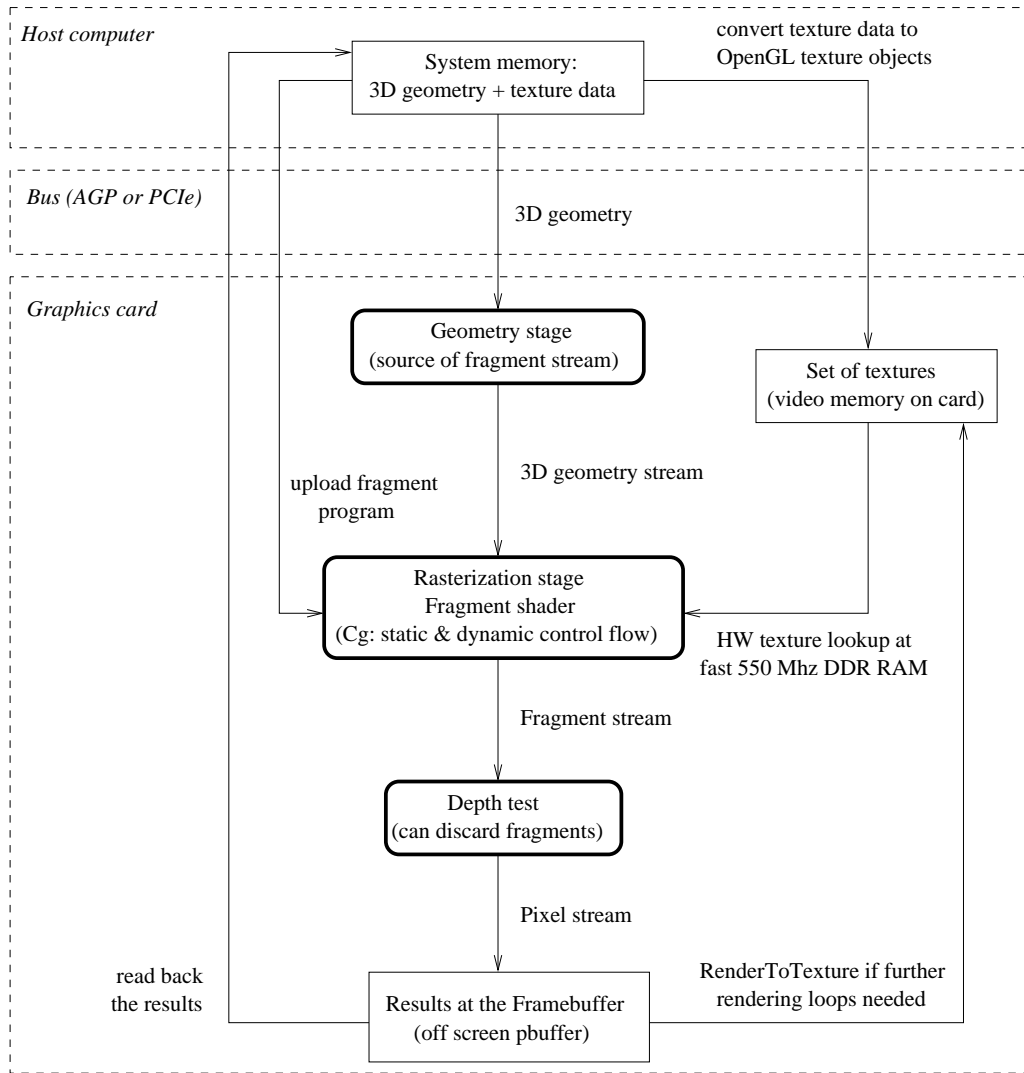 Host computer
convert texture data to
OpenGL texture objects
System memory:
3D geometry + texture data
Bus (AGP or PCIe)
3D geometry
Graphics card
Geometry stage
(source of fragment stream)
Set of textures
(video memory on card)
3D geometry stream
upload fragment
program
Rasterization stage
Fragment shader
(Cg: static & dynamic control flow)
HW texture lookup at
fast 550 Mhz DDR RAM
Fragment stream
Depth test
(can discard fragments)
Pixel stream
read back
the results
Results at the Framebuffer
(off screen pbuffer)
RenderToTexture if further
rendering loops needed